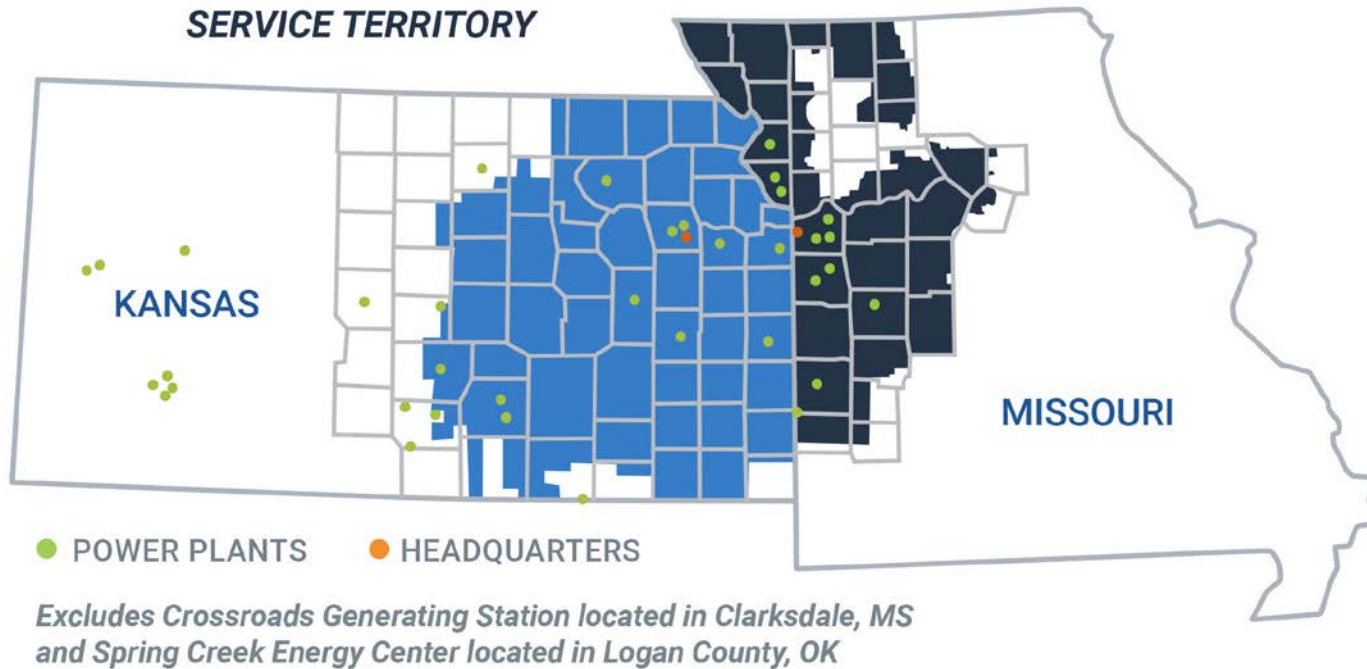 SERVICE TERRITORY
KANSAS
MISSOURI
POWER PLANTS
HEADQUARTERS
Excludes Crossroads Generating Station located in Clarksdale, MS
and Spring Creek Energy Center located in Logan County, OK